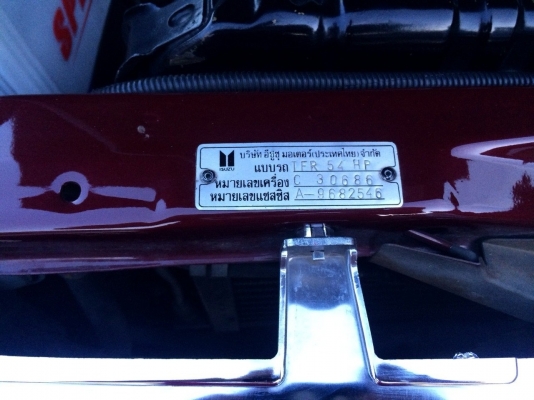 SP
ISUZU
บริษัท อีซูซุ มอเตอร์(ประเทศไทย) จำกัด
แบบรถ TFR 54 HP
หมายเลขเครื่อง C 30686
หมายเลขแชสซีส A-9682546